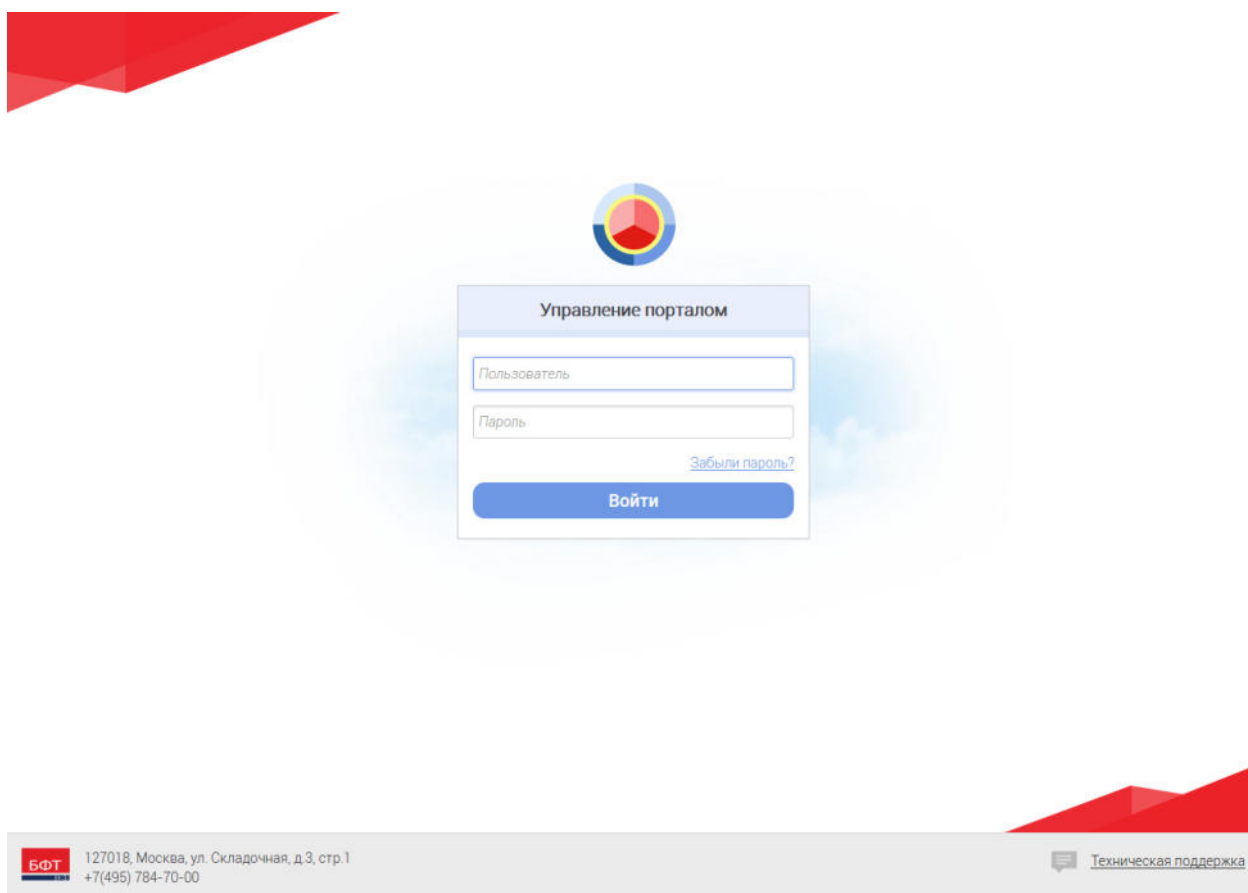 Управление порталом
Пользователь
Пароль
Забыли пароль?
Войти
БФТ
127018, Москва, ул. Складочная, д.3, стр.1
+7(495) 784-70-00
Техническая поддержка